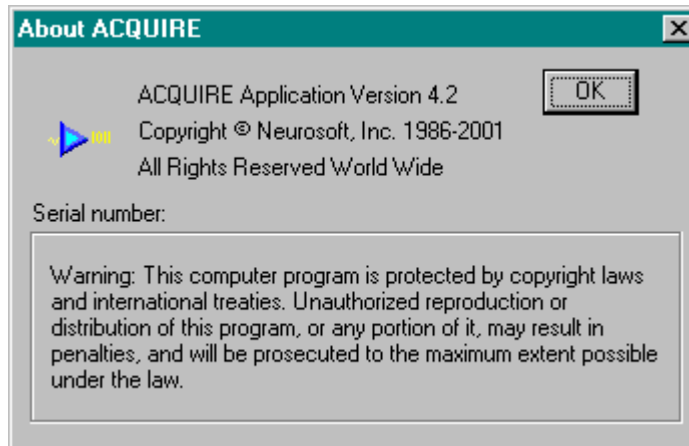 About ACQUIRE
ACQUIRE Application Version 4.2
OK
Copyright © Neurosoft, Inc. 1986-2001
All Rights Reserved World Wide
Serial number:
Warning: This computer program is protected by copyright laws
and international treaties. Unauthorized reproduction or
distribution of this program, or any portion of it, may result in
penalties, and will be prosecuted to the maximum extent possible
under the law.